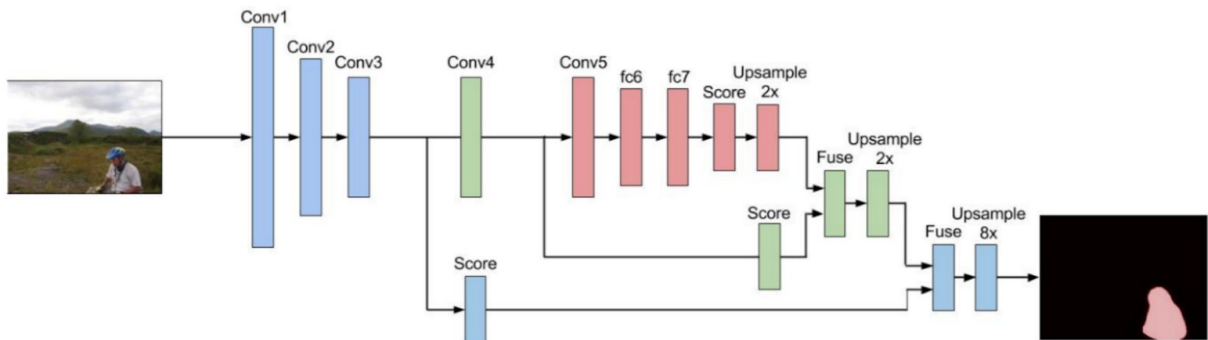 Conv1
Conv2
Conv3
Conv4
Conv5
fc6
fc7
Score
Upsample
2x
Fuse
Upsample
2x
Score
Fuse
Upsample
8x
Score